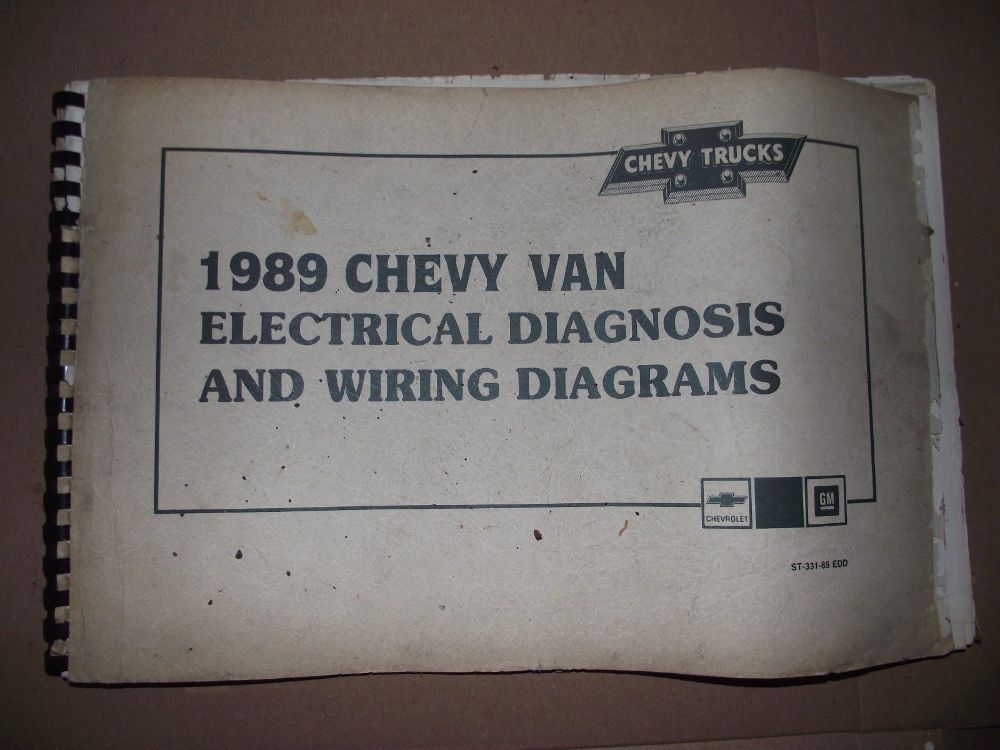 CHEVY TRUCKS
1989 CHEVY VAN
ELECTRICAL DIAGNOSIS
AND WIRING DIAGRAMS
CHEVROLET
GM
ST-331-89 EDD